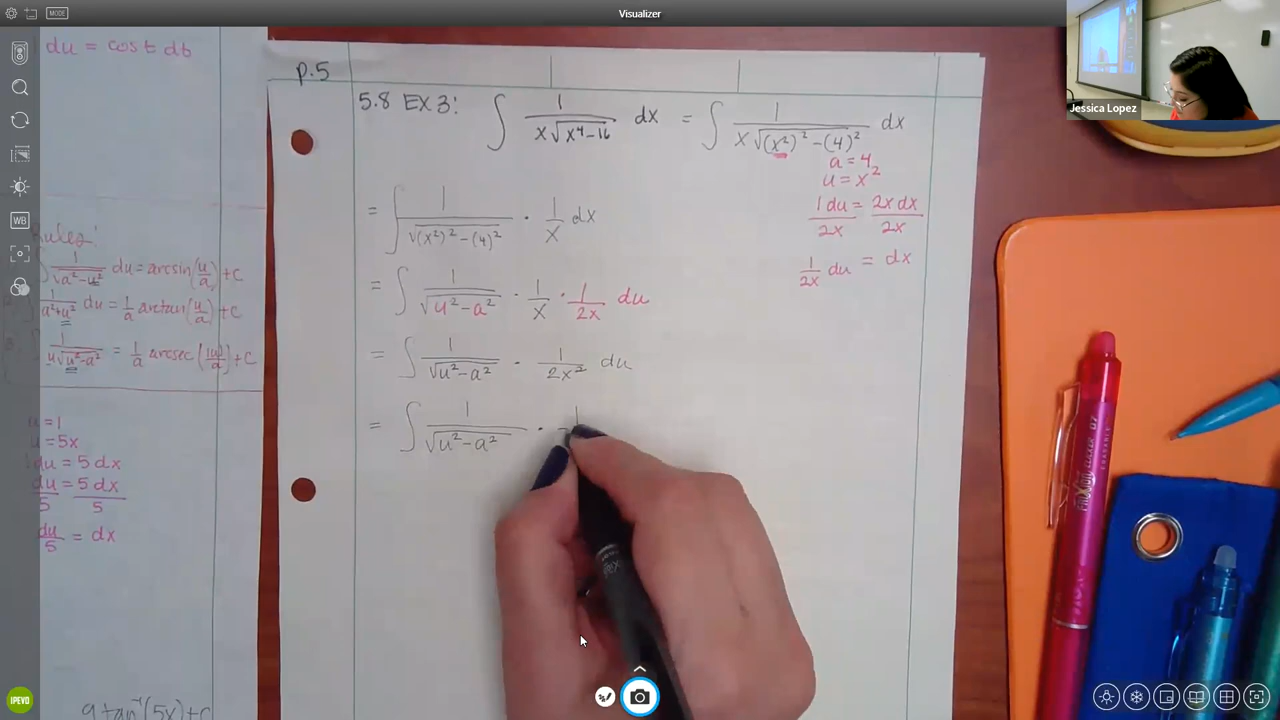 MODE
Visualizer
Jessica Lopez
du = cos t dt
Rules:
∫ 1/√(a²-u²) du = arcsin(u/a) + C
1/(a²+u²) du = 1/a arctan(u/a) + C
1/(u√(u²-a²)) = 1/a arcsec(|u|/a) + C
u = 5x
du = 5 dx
du/5 = 5 dx/5
du/5 = dx
tan⁻¹(5x) + C
p.5
5.8 EX 3: ∫ 1/(x√(x⁴-16)) dx = ∫ 1/(x√((x²)²-(4)²)) dx
a = 4
u = x²
1 du/2x = 2x dx/2x
1/2x du = dx
= ∫ 1/√((x²)²-(4)²) · 1/x dx
= ∫ 1/√(u²-a²) · 1/x · 1/2x du
= ∫ 1/√(u²-a²) · 1/2x² du
= ∫ 1/√(u²-a²) · 1
IPEVO